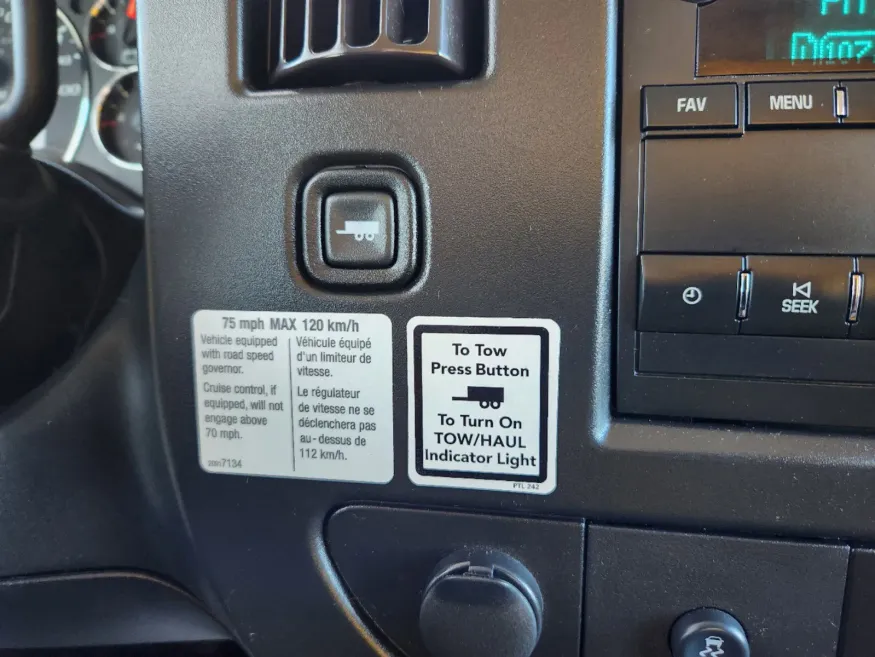 FAV
MENU
SEEK
75 mph MAX 120 km/h
Vehicle equipped
with road speed
governor.
Cruise control, if
equipped, will not
engage above
70 mph.
Véhicule équipé
d'un limiteur de
vitesse.
Le régulateur
de vitesse ne se
déclenchera pas
au-dessus de
112 km/h.
To Tow
Press Button
To Turn On
TOW/HAUL
Indicator Light
PTL 242